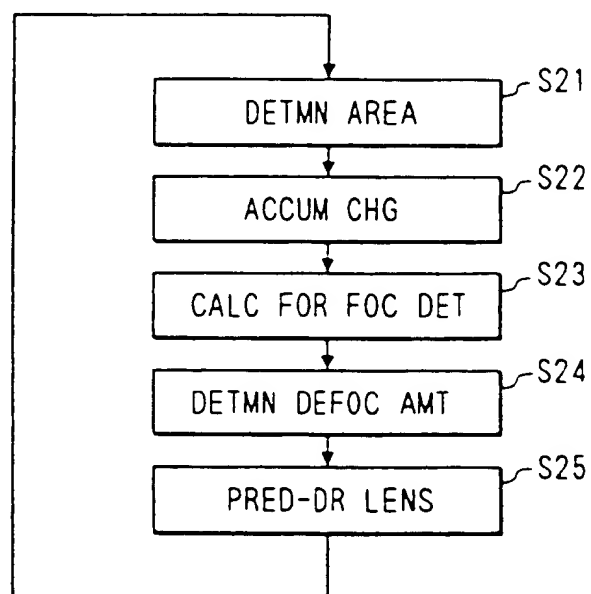 S21
DETMN AREA
S22
ACCUM CHG
S23
CALC FOR FOC DET
S24
DETMN DEFOC AMT
S25
PRED-DR LENS